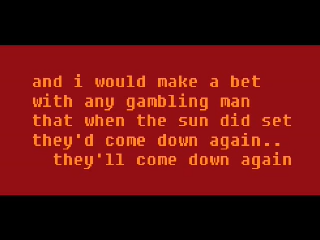 and i would make a bet
with any gambling man
that when the sun did set
they'd come down again..
they'll come down again